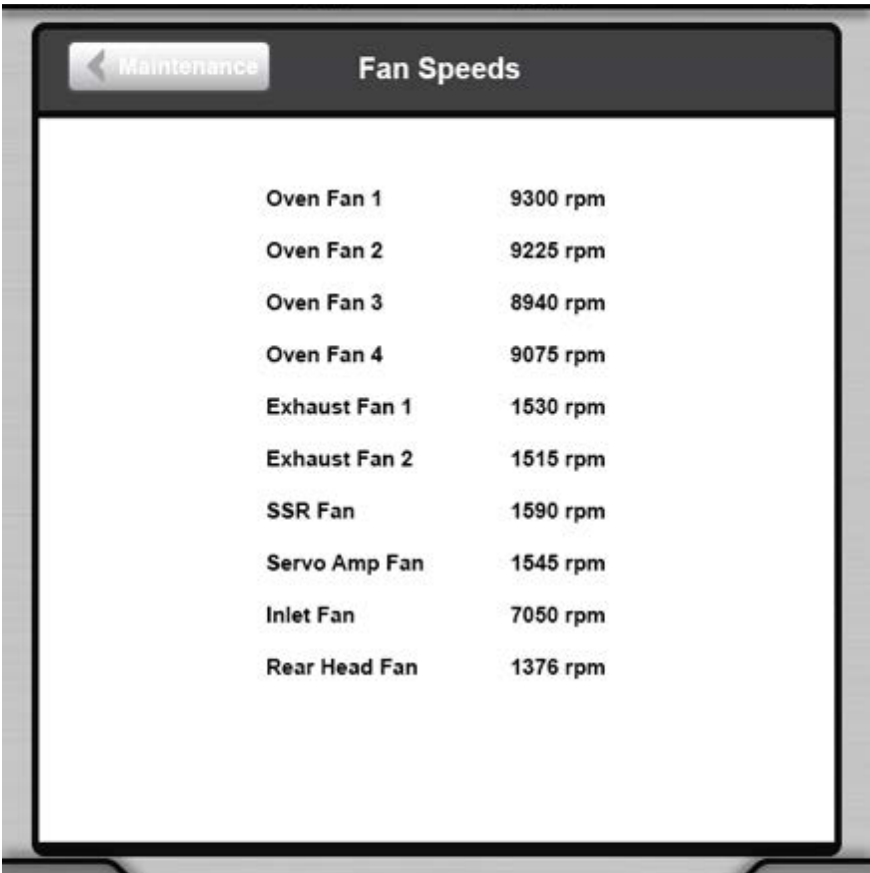 Maintenance Fan Speeds
Oven Fan 1 9300 rpm
Oven Fan 2 9225 rpm
Oven Fan 3 8940 rpm
Oven Fan 4 9075 rpm
Exhaust Fan 1 1530 rpm
Exhaust Fan 2 1515 rpm
SSR Fan 1590 rpm
Servo Amp Fan 1545 rpm
Inlet Fan 7050 rpm
Rear Head Fan 1376 rpm